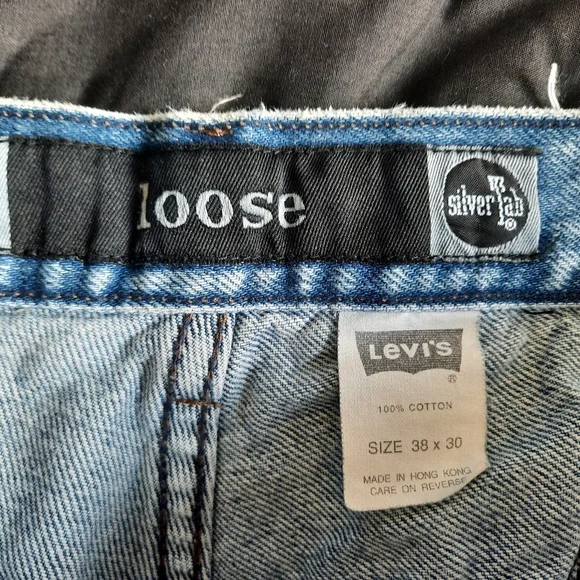 loose
silverTab
®
Levi's
®
100% COTTON
SIZE 38 x 30
MADE IN HONG KONG
CARE ON REVERSE